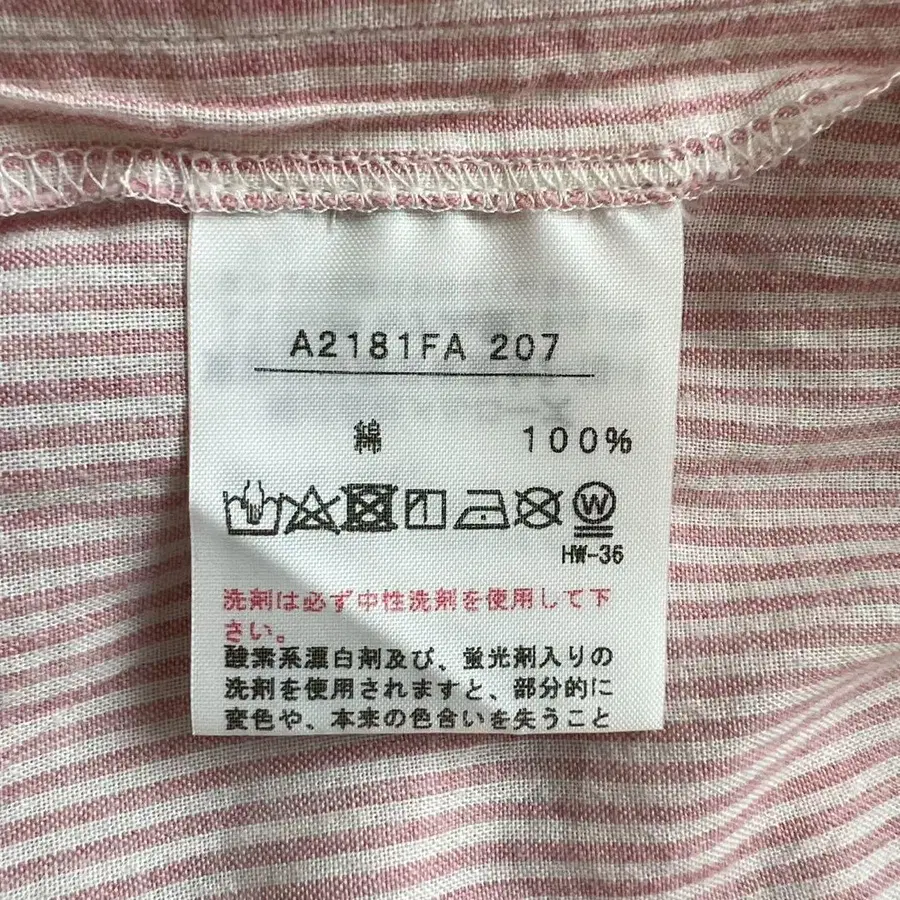 A2181FA 207
綿 100%
W
HW-36
洗剤は必ず中性洗剤を使用して下
さい。
酸素系漂白剤及び、蛍光剤入りの
洗剤を使用されますと、部分的に
変色や、本来の色合いを失うこと